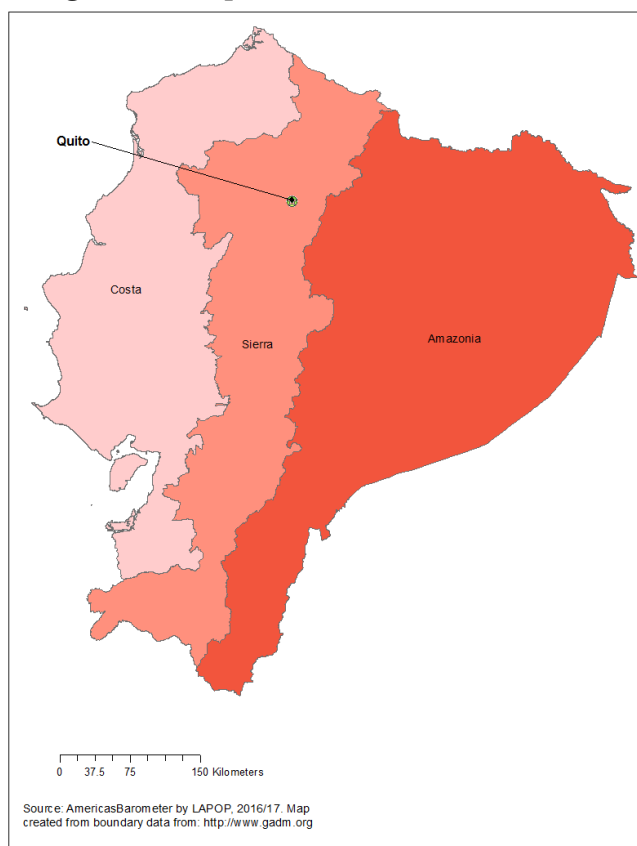 Quito
Costa
Sierra
Amazonia
0 37.5 75 150 Kilometers
Source: AmericasBarometer by LAPOP, 2016/17. Map
created from boundary data from: http://www.gadm.org